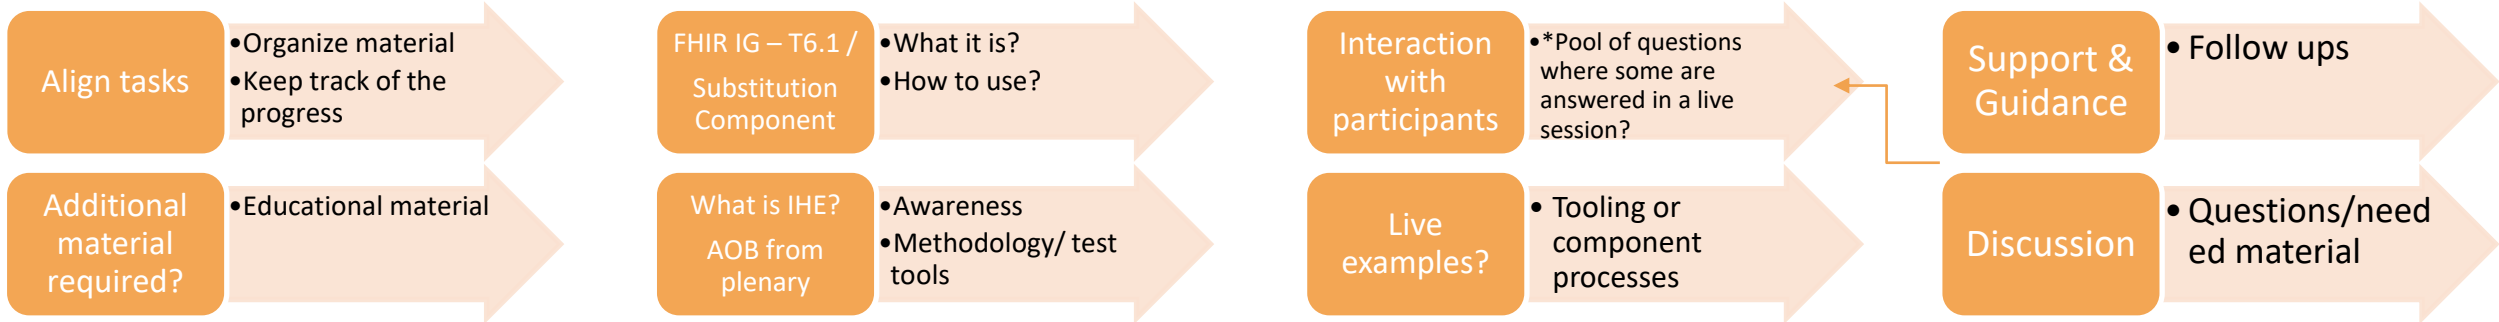 Align tasks
•Organize material
•Keep track of the
progress
Additional
material
required?
•Educational material
FHIR IG – T6.1 /
Substitution
Component
•What it is?
•How to use?
What is IHE?
AOB from
plenary
•Awareness
•Methodology/ test
tools
Interaction
with
participants
•*Pool of questions
where some are
answered in a live
session?
Live
examples?
• Tooling or
component
processes
Support &
Guidance
• Follow ups
Discussion
• Questions/need
ed material